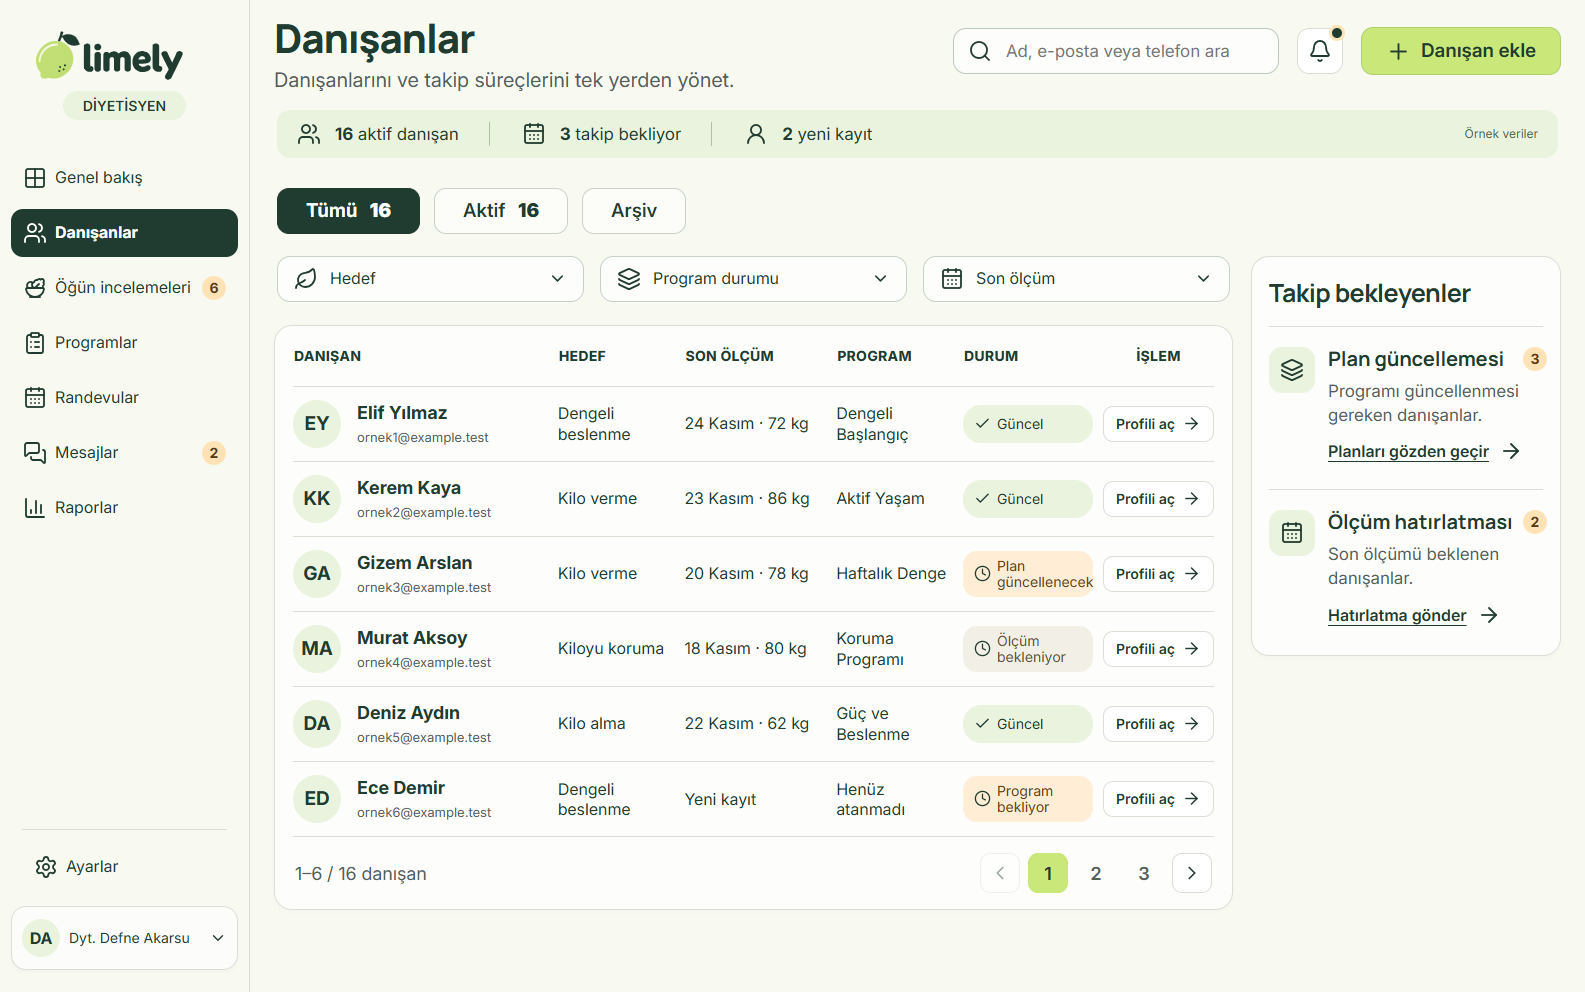 limely
DİYETİSYEN
Genel bakış
Danışanlar
Öğün incelemeleri 6
Programlar
Randevular
Mesajlar 2
Raporlar
Ayarlar
DA Dyt. Defne Akarsu
Danışanlar
Danışanlarını ve takip süreçlerini tek yerden yönet.
Ad, e-posta veya telefon ara
Danışan ekle
16 aktif danışan
3 takip bekliyor
2 yeni kayıt
Örnek veriler
Tümü 16
Aktif 16
Arşiv
Hedef
Program durumu
Son ölçüm
DANIŞAN HEDEF SON ÖLÇÜM PROGRAM DURUM İŞLEM
EY
Elif Yılmaz
ornek1@example.test
Dengeli
beslenme
24 Kasım · 72 kg
Dengeli
Başlangıç
Güncel
Profili aç
KK
Kerem Kaya
ornek2@example.test
Kilo verme
23 Kasım · 86 kg
Aktif Yaşam
Güncel
Profili aç
GA
Gizem Arslan
ornek3@example.test
Kilo verme
20 Kasım · 78 kg
Haftalık Denge
Plan
güncellenecek
Profili aç
MA
Murat Aksoy
ornek4@example.test
Kiloyu koruma
18 Kasım · 80 kg
Koruma
Programı
Ölçüm
bekleniyor
Profili aç
DA
Deniz Aydın
ornek5@example.test
Kilo alma
22 Kasım · 62 kg
Güç ve
Beslenme
Güncel
Profili aç
ED
Ece Demir
ornek6@example.test
Dengeli
beslenme
Yeni kayıt
Henüz
atanmadı
Program
bekliyor
Profili aç
1–6 / 16 danışan
1 2 3
Takip bekleyenler
Plan güncellemesi 3
Programı güncellenmesi
gereken danışanlar.
Planları gözden geçir
Ölçüm hatırlatması 2
Son ölçümü beklenen
danışanlar.
Hatırlatma gönder